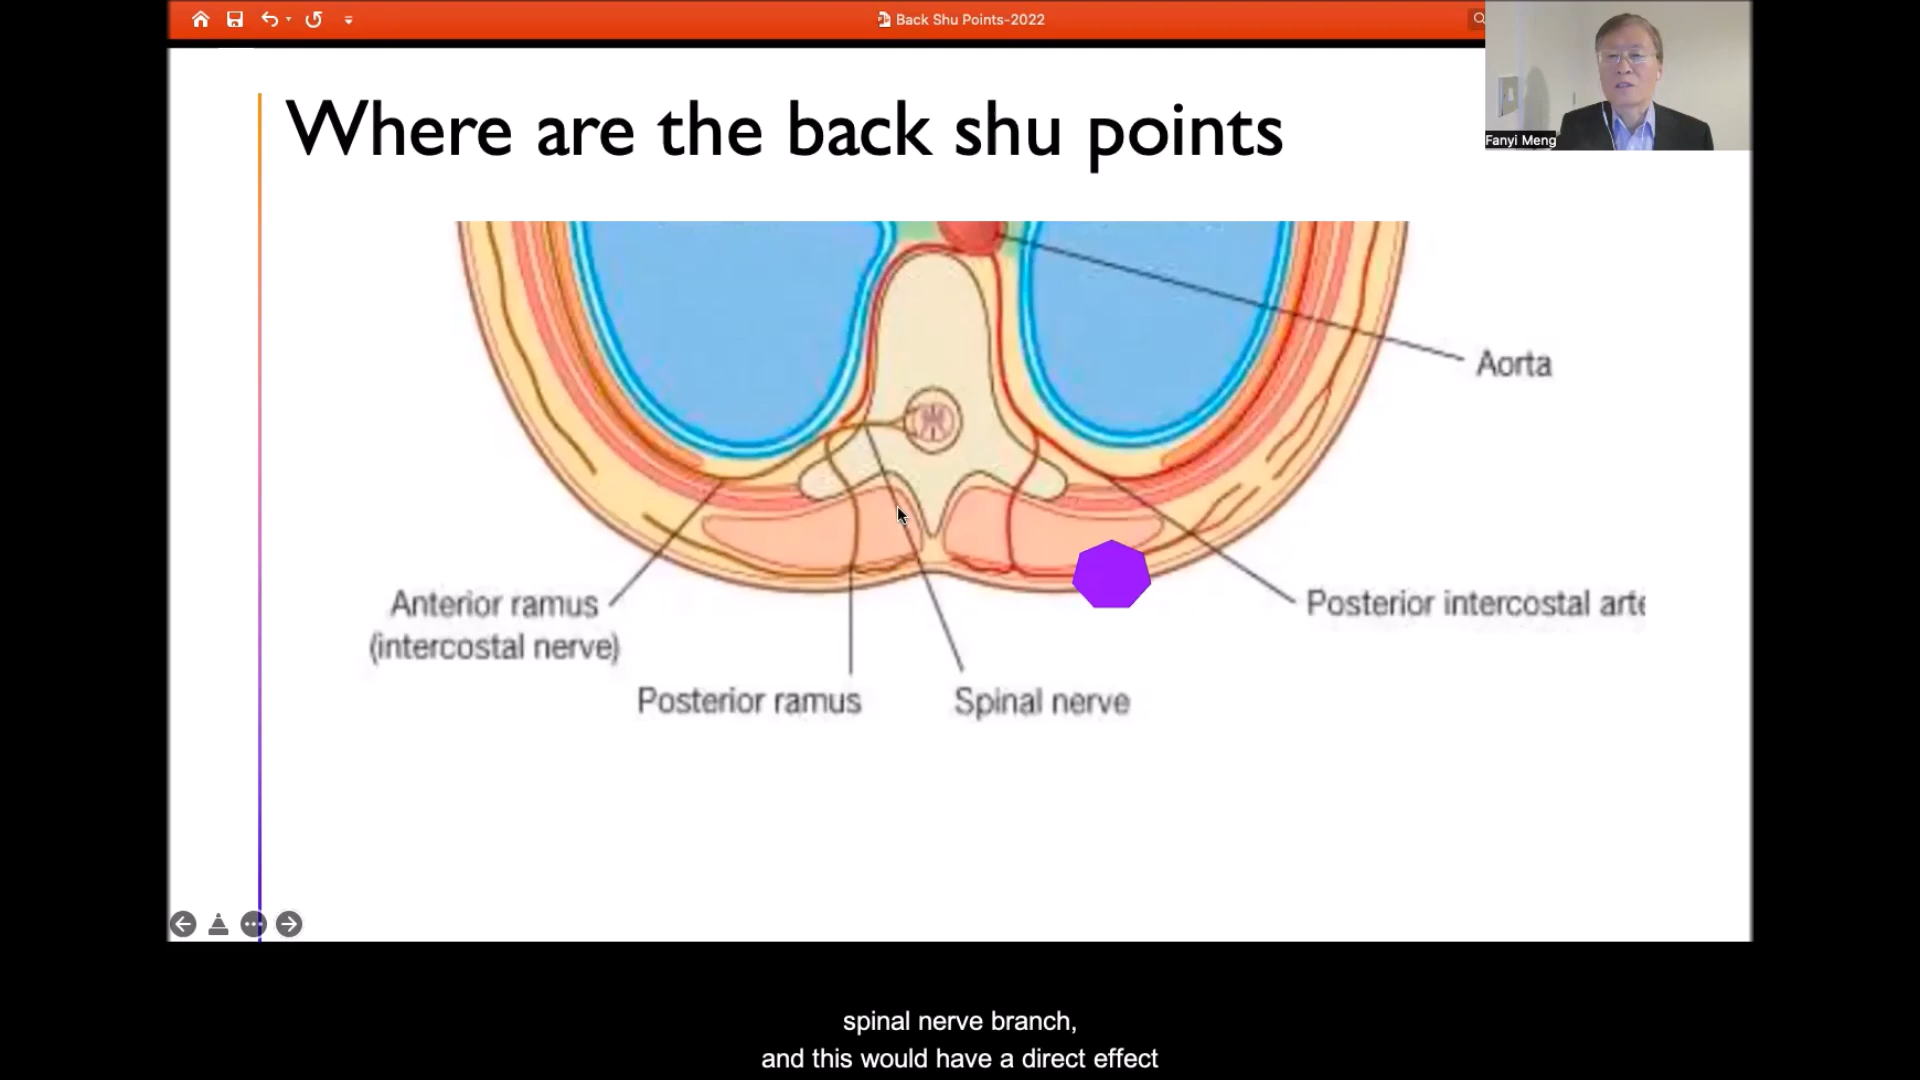 Back Shu Points-2022
Fanyi Meng
Where are the back shu points
Aorta
Anterior ramus
(intercostal nerve)
Posterior intercostal arte
Posterior ramus
Spinal nerve
spinal nerve branch,
and this would have a direct effect